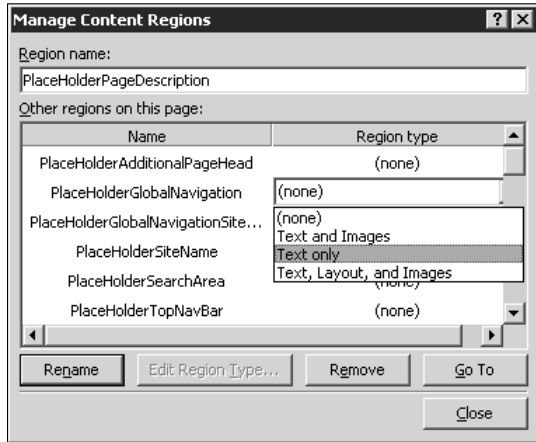 Manage Content Regions
Region name:
PlaceHolderPageDescription
Other regions on this page:
Name Region type
PlaceHolderAdditionalPageHead (none)
PlaceHolderGlobalNavigation (none)
(none)
PlaceHolderGlobalNavigationSite...
Text and Images
PlaceHolderSiteName Text only
Text, Layout, and Images
PlaceHolderSearchArea (none)
PlaceHolderTopNavBar (none)
Rename Edit Region Type... Remove Go To
Close